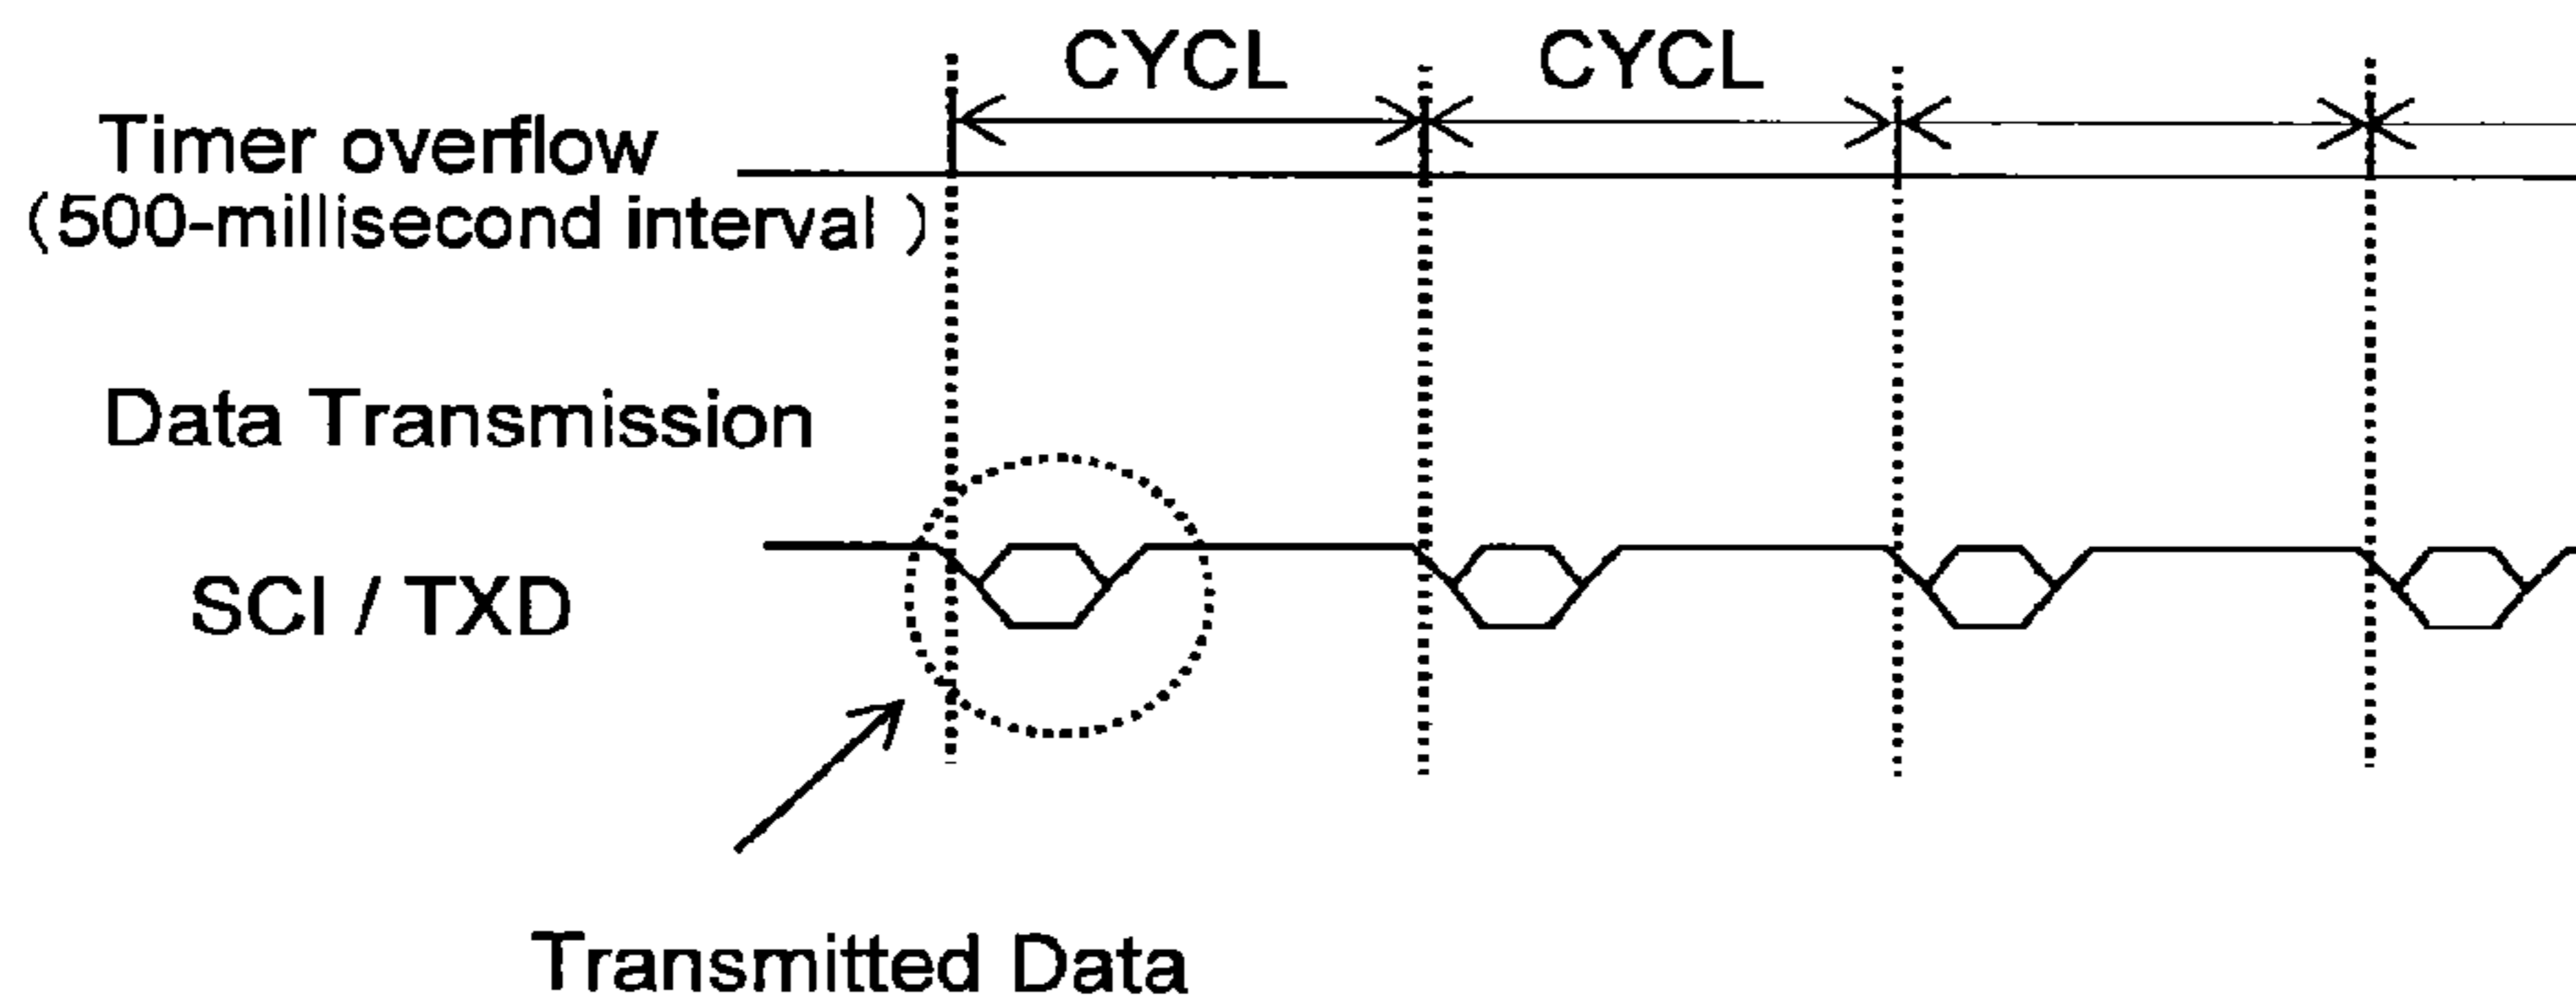 CYCL CYCL
Timer overflow
(500-millisecond interval )
Data Transmission
SCI / TXD
Transmitted Data